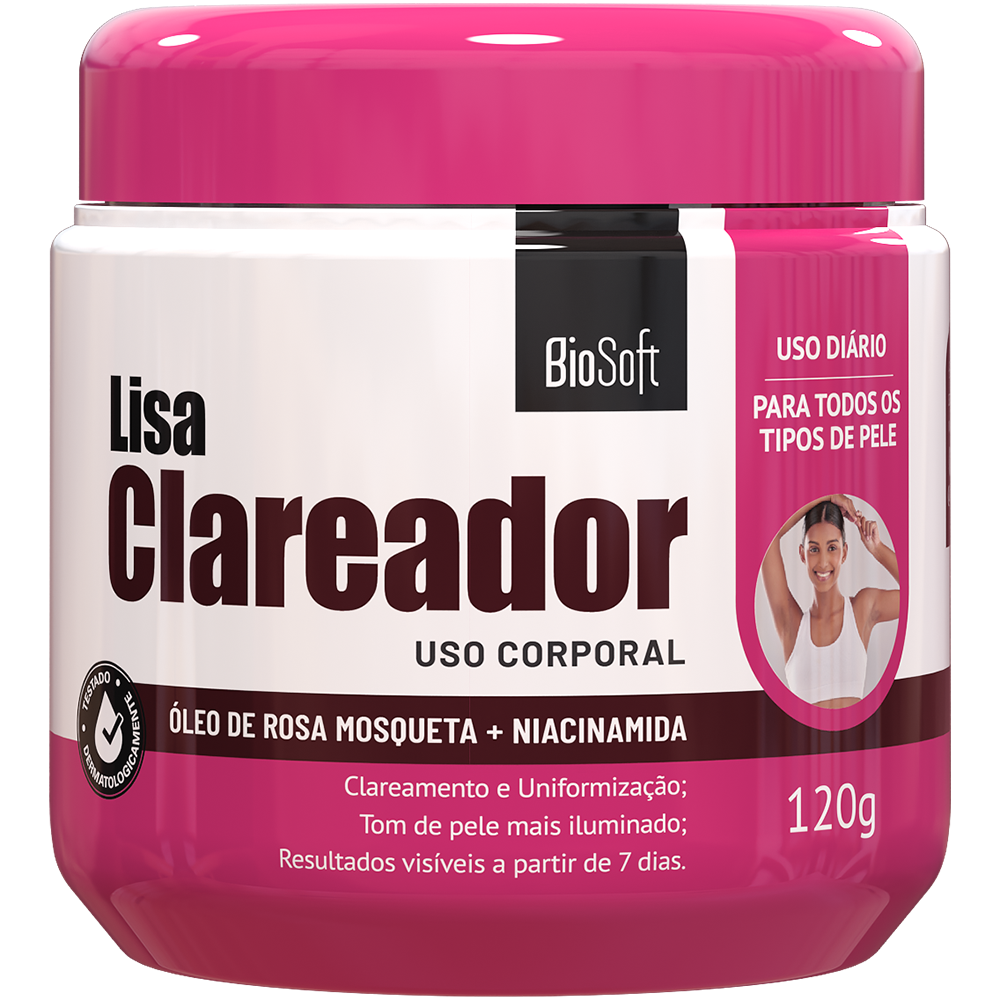 BioSoft
USO DIÁRIO
PARA TODOS OS
TIPOS DE PELE
Lisa
Clareador
USO CORPORAL
TESTADO
DERMATOLOGICAMENTE
ÓLEO DE ROSA MOSQUETA + NIACINAMIDA
Clareamento e Uniformização;
Tom de pele mais iluminado;
Resultados visíveis a partir de 7 dias.
120g